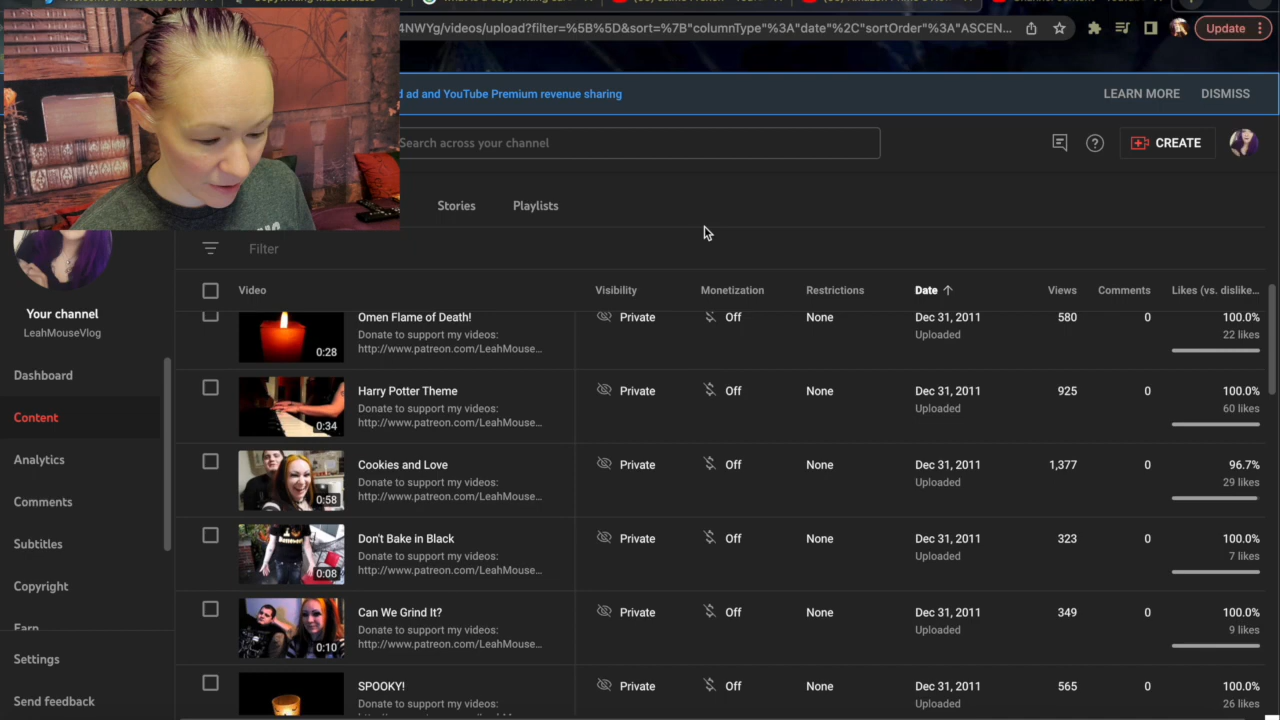 4NWYg/videos/upload?filter=%5B%5D&sort=%7B"columnType"%3A"date"%2C"sortOrder"%3A"ASCEN...
Update
d ad and YouTube Premium revenue sharing
LEARN MORE
DISMISS
Search across your channel
CREATE
Stories
Playlists
Filter
Your channel
LeahMouseVlog
Dashboard
Content
Analytics
Comments
Subtitles
Copyright
Earn
Settings
Send feedback
Video Visibility Monetization Restrictions Date Views Comments Likes (vs. dislike...
Omen Flame of Death! Private Off None Dec 31, 2011 580 0 100.0%
Donate to support my videos: Uploaded 22 likes
http://www.patreon.com/LeahMouse...
0:28
Harry Potter Theme Private Off None Dec 31, 2011 925 0 100.0%
Donate to support my videos: Uploaded 60 likes
http://www.patreon.com/LeahMouse...
0:34
Cookies and Love Private Off None Dec 31, 2011 1,377 0 96.7%
Donate to support my videos: Uploaded 29 likes
http://www.patreon.com/LeahMouse...
0:58
Don't Bake in Black Private Off None Dec 31, 2011 323 0 100.0%
Donate to support my videos: Uploaded 7 likes
http://www.patreon.com/LeahMouse...
0:08
Can We Grind It? Private Off None Dec 31, 2011 349 0 100.0%
Donate to support my videos: Uploaded 9 likes
http://www.patreon.com/LeahMouse...
0:10
SPOOKY! Private Off None Dec 31, 2011 565 0 100.0%
Donate to support my videos: Uploaded 26 likes